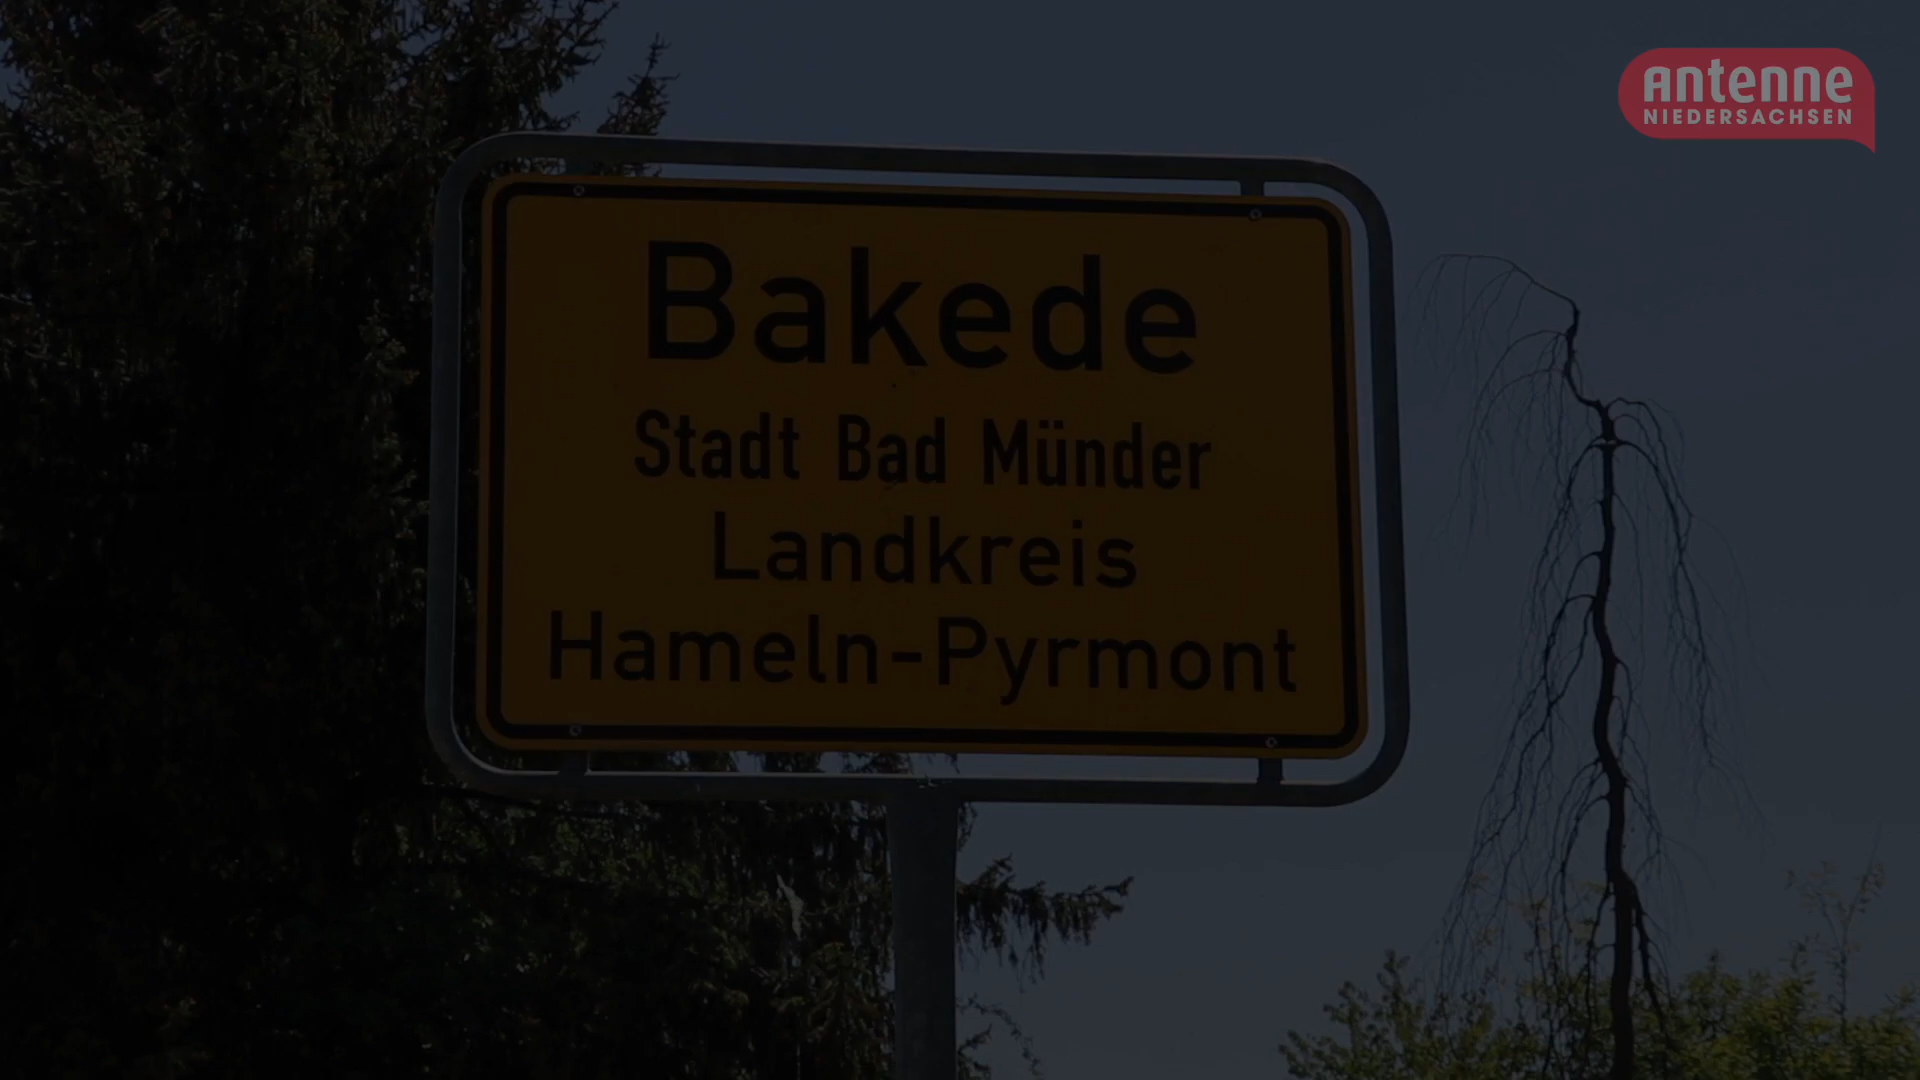 antenne
NIEDERSACHSEN
Bakede
Stadt Bad Münder
Landkreis
Hameln-Pyrmont